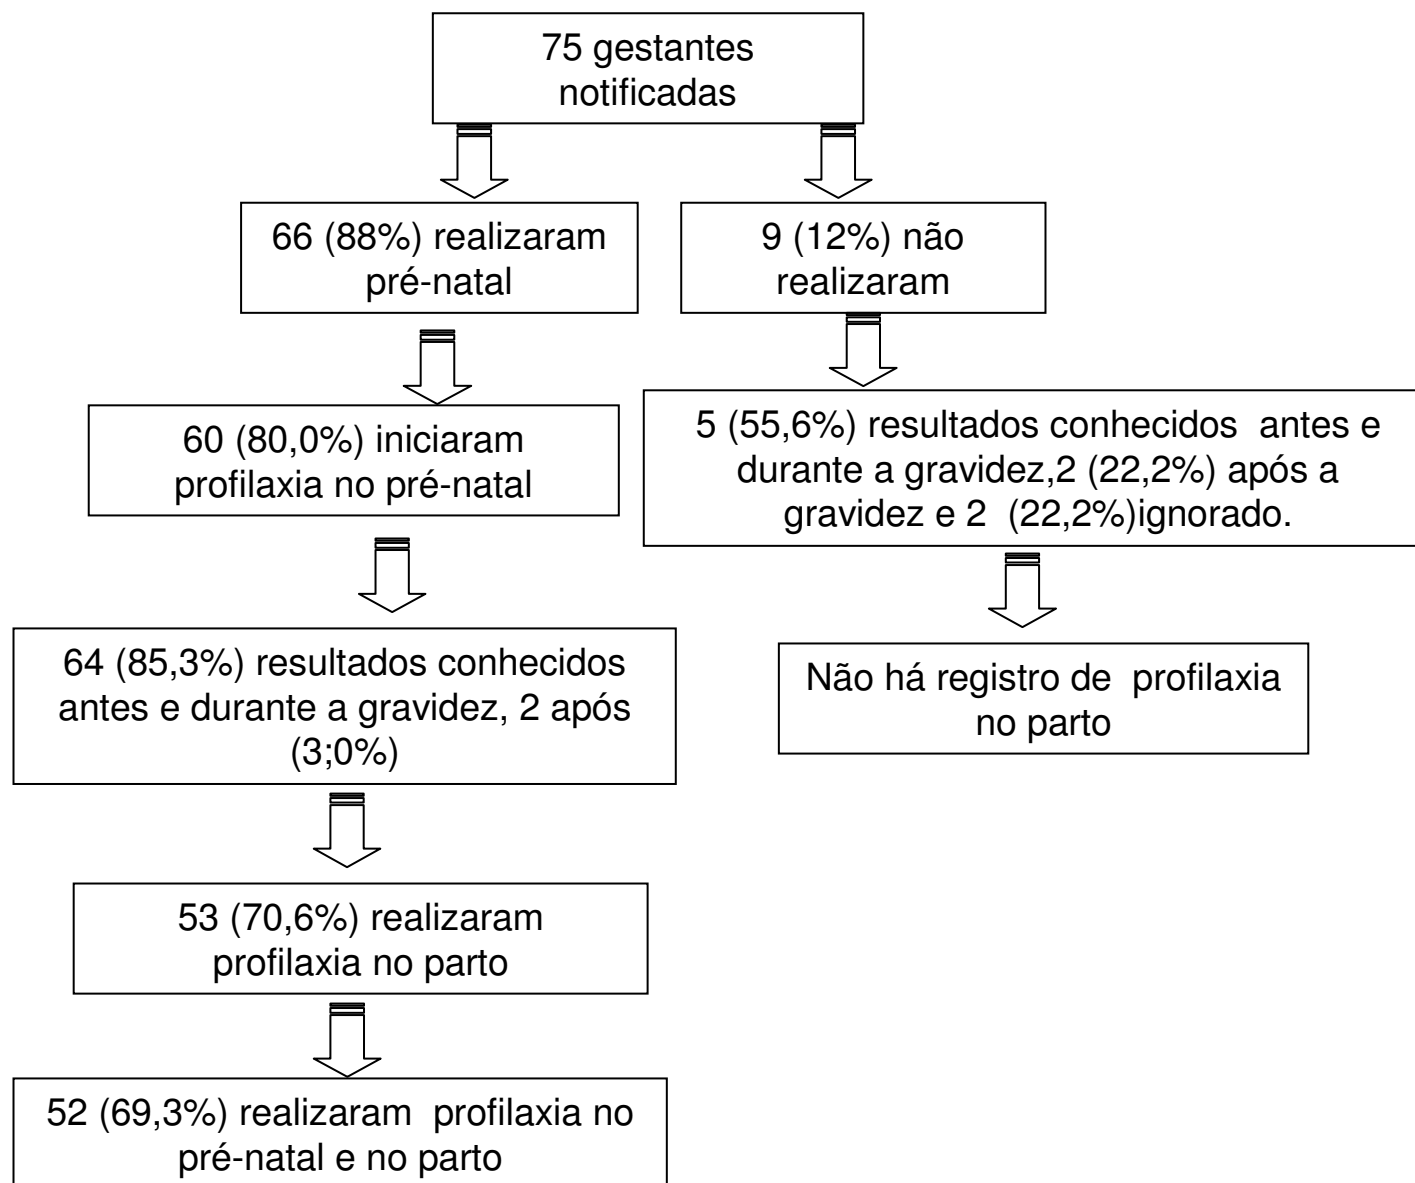 75 gestantes
notificadas
66 (88%) realizaram
pré-natal
9 (12%) não
realizaram
60 (80,0%) iniciaram
profilaxia no pré-natal
5 (55,6%) resultados conhecidos  antes e
durante a gravidez,2 (22,2%) após a
gravidez e 2  (22,2%)ignorado.
64 (85,3%) resultados conhecidos
antes e durante a gravidez, 2 após
(3;0%)
Não há registro de  profilaxia
no parto
53 (70,6%) realizaram
profilaxia no parto
52 (69,3%) realizaram  profilaxia no
pré-natal e no parto